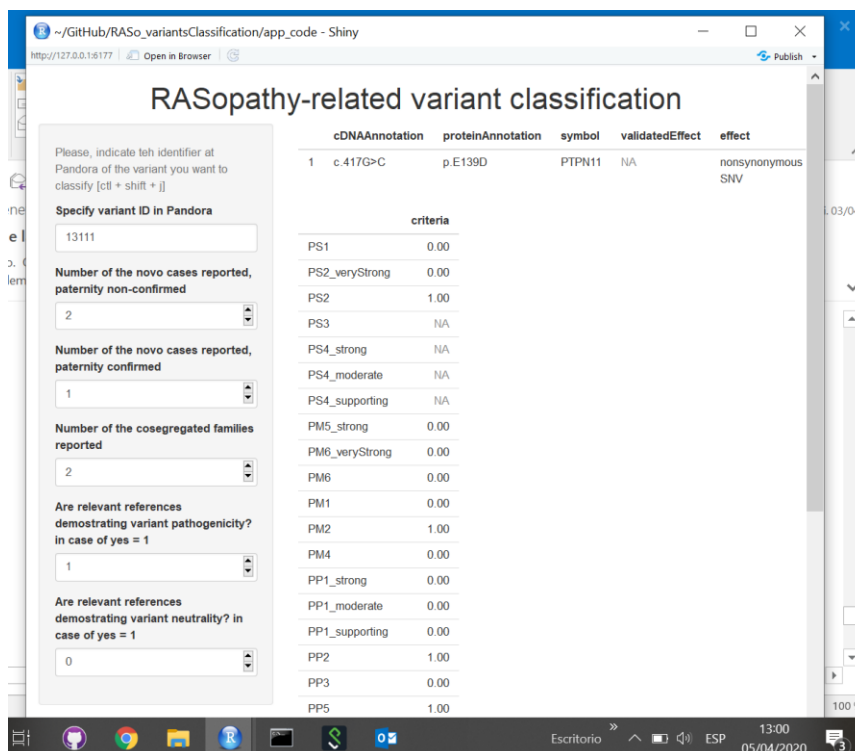 ~/GitHub/RASo_variantsClassification/app_code - Shiny
http://127.0.0.1:6177 Open in Browser Publish
RASopathy-related variant classification
Please, indicate teh identifier at
Pandora of the variant you want to
classify [ctl + shift + j]
Specify variant ID in Pandora
13111
Number of the novo cases reported,
paternity non-confirmed
2
Number of the novo cases reported,
paternity confirmed
1
Number of the cosegregated families
reported
2
Are relevant references
demostrating variant pathogenicity?
in case of yes = 1
1
Are relevant references
demostrating variant neutrality? in
case of yes = 1
0
cDNAAnnotation proteinAnnotation symbol validatedEffect effect
1 c.417G>C p.E139D PTPN11 NA nonsynonymous
SNV
criteria
PS1 0.00
PS2_veryStrong 0.00
PS2 1.00
PS3 NA
PS4_strong NA
PS4_moderate NA
PS4_supporting NA
PM5_strong 0.00
PM6_veryStrong 0.00
PM6 0.00
PM1 0.00
PM2 1.00
PM4 0.00
PP1_strong 0.00
PP1_moderate 0.00
PP1_supporting 0.00
PP2 1.00
PP3 0.00
PP5 1.00
100
Escritorio ESP
13:00
05/04/2020
3